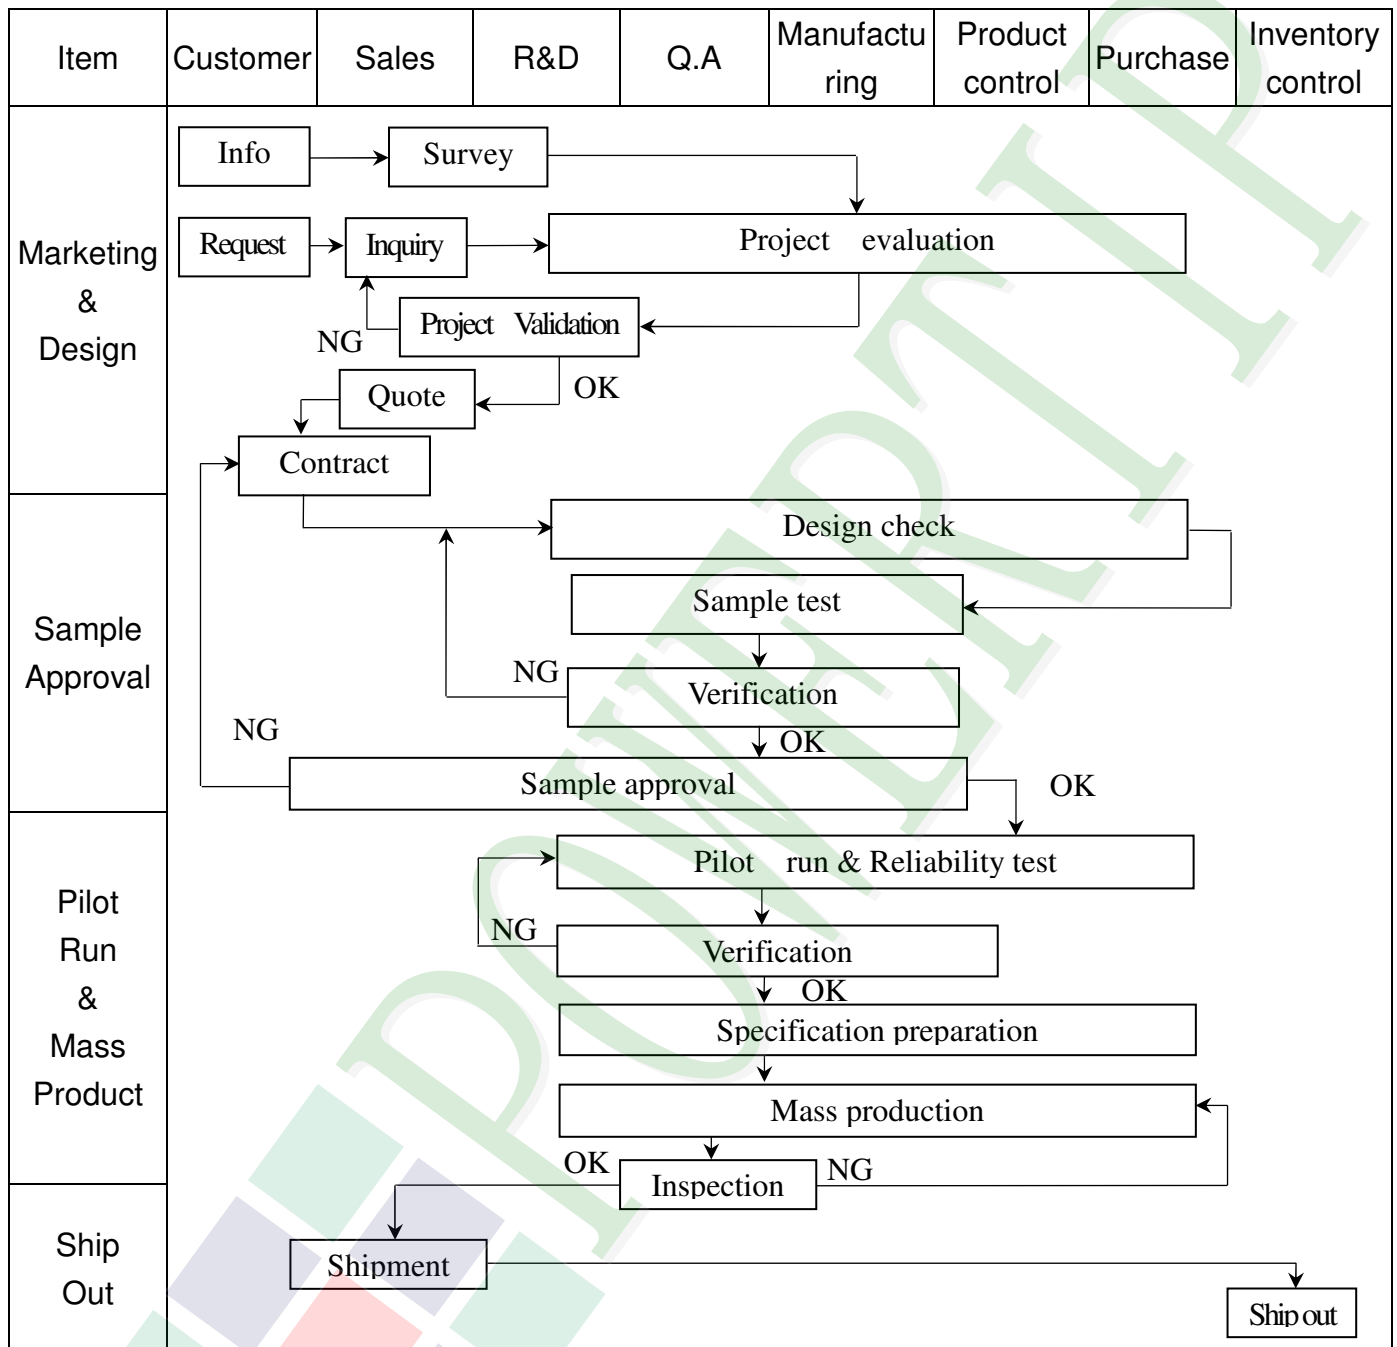 Item
Customer
Sales
R&D
Q.A
Manufactu
ring
Product
control
Purchase
Inventory
control
Marketing
&
Design
Info
Survey
Request
Inquiry
Project evaluation
NG
Project Validation
OK
Quote
Contract
Sample
Approval
Design check
Sample test
NG
Verification
NG
OK
Sample approval
OK
Pilot
Run
&
Mass
Product
Pilot run & Reliability test
NG
Verification
OK
Specification preparation
Mass production
OK
Inspection
NG
Ship
Out
Shipment
Ship out
POWERTIP